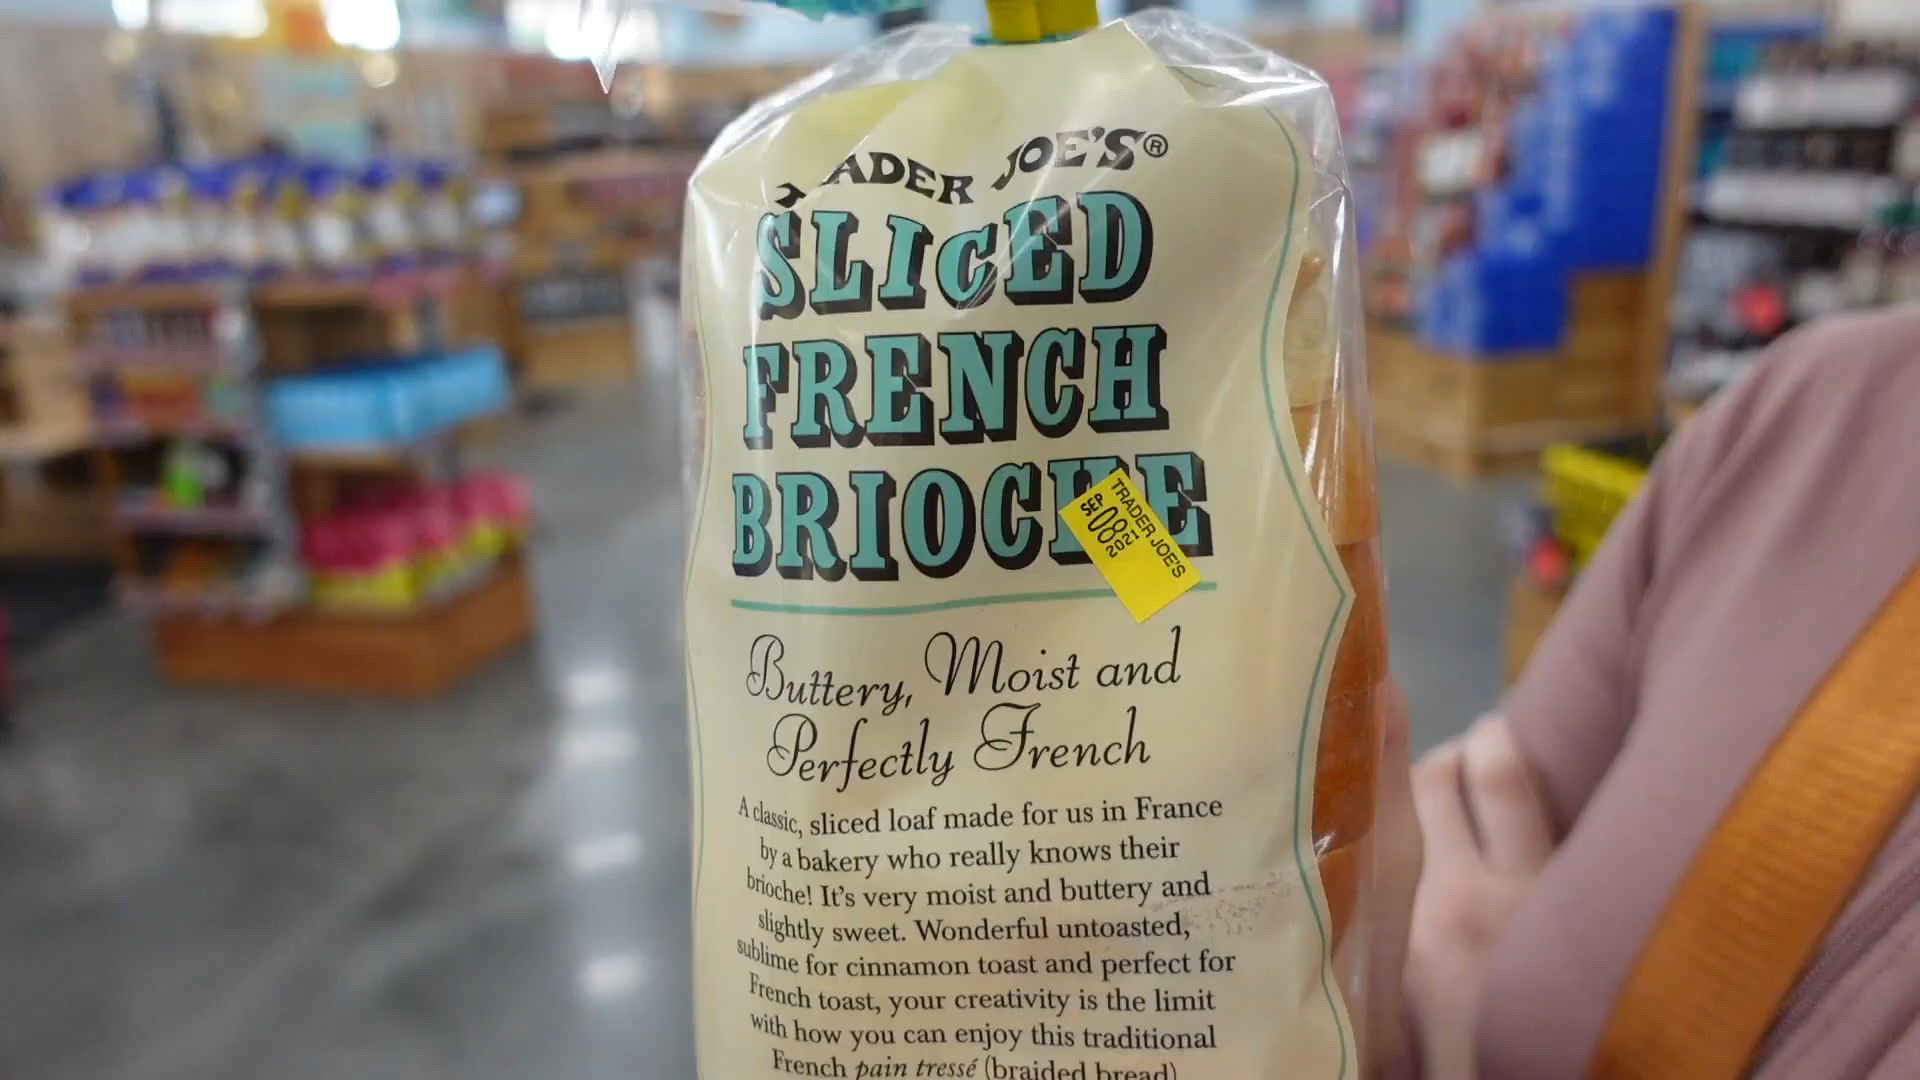 TRADER JOE'S®
SLICED
FRENCH
BRIOCHE
TRADER JOE'S
SEP 08 2021
Buttery, Moist and
Perfectly French
A classic, sliced loaf made for us in France
by a bakery who really knows their
brioche! It's very moist and buttery and
slightly sweet. Wonderful untoasted,
sublime for cinnamon toast and perfect for
French toast, your creativity is the limit
with how you can enjoy this traditional
French pain tressé (braided bread)